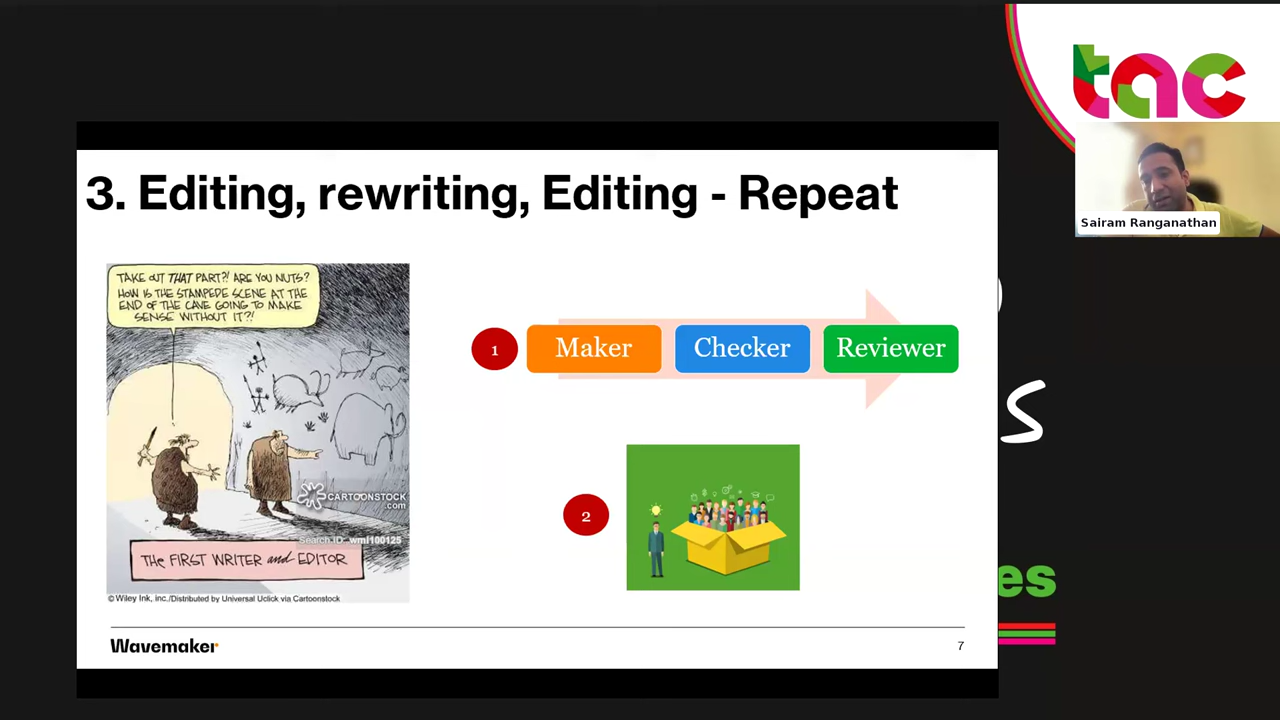 tac
Sairam Ranganathan
3. Editing, rewriting, Editing - Repeat
TAKE OUT THAT PART?! ARE YOU NUTS?
HOW IS THE STAMPEDE SCENE AT THE
END OF THE CAVE GOING TO MAKE
SENSE WITHOUT IT?!
CARTOONSTOCK
.com
Search ID: wml100125
THE FIRST WRITER and EDITOR
© Wiley Ink, inc./Distributed by Universal Uclick via Cartoonstock
1
Maker
Checker
Reviewer
2
Wavemaker
7
s
es